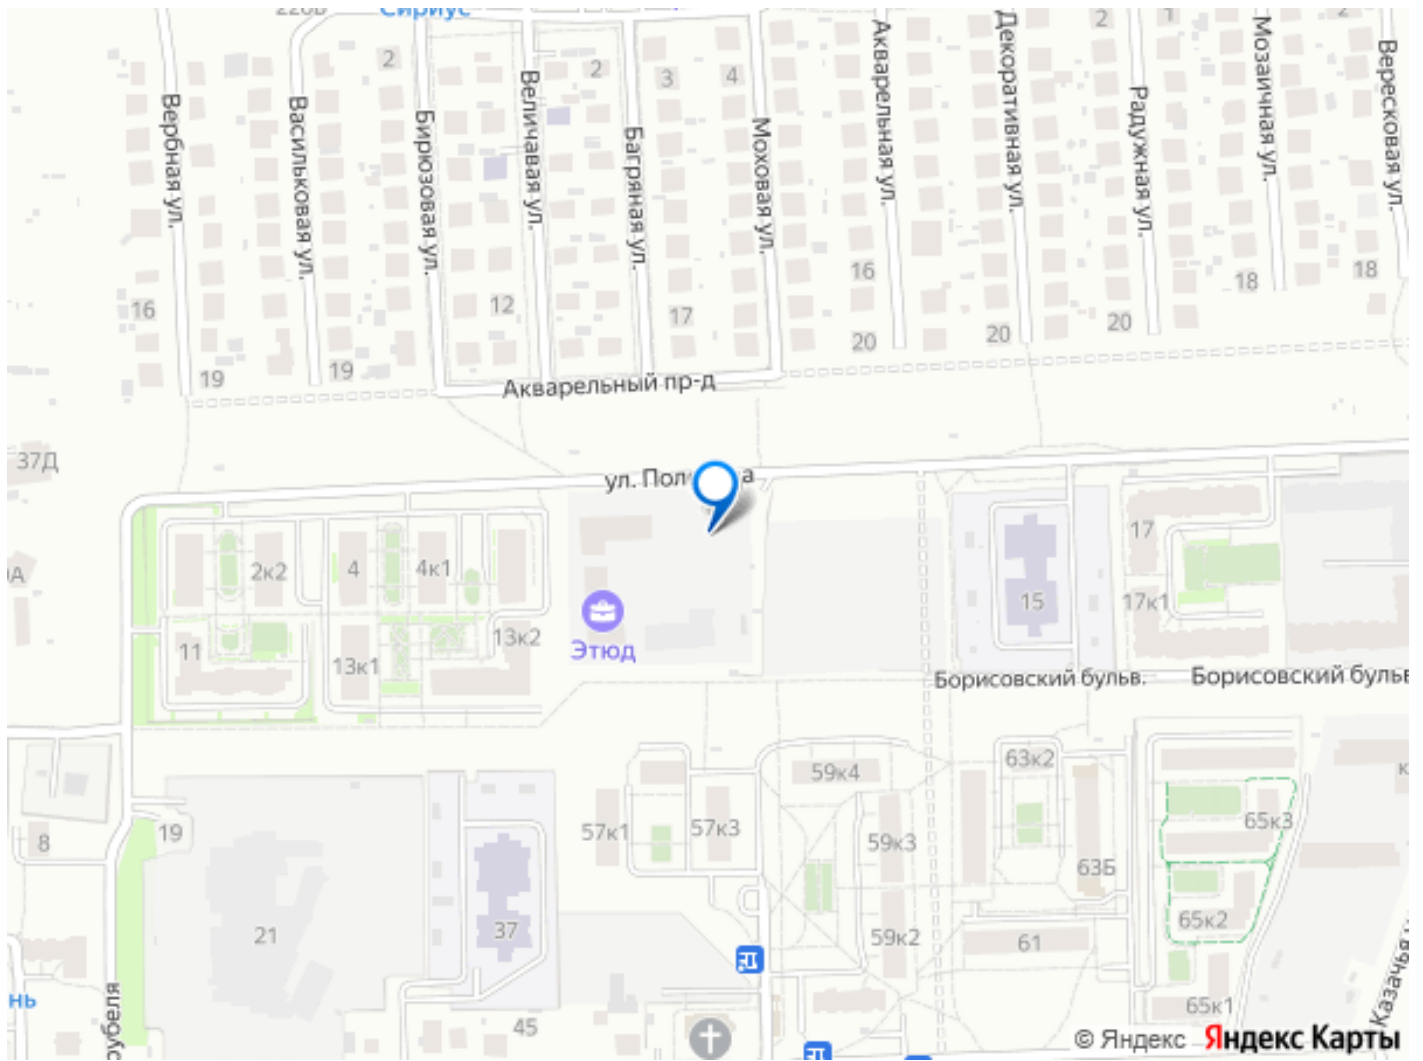 Сириус
2
2
3
4
2
1
2
Вербная ул.
Васильковая ул.
Бирюзовая ул.
Величавая ул.
Багряная ул.
Моховая ул.
Акварельная ул.
Декоративная ул.
Радужная ул.
Мозаичная ул.
Вересковая ул.
16
12
17
16
18
18
19
19
20
20
20
Акварельный пр-д
37Д
ул. Пол
а
17
2к2
4
4к1
15
17к1
Этюд
11
13к1
13к2
Борисовский бульв.
Борисовский бульв
59к4
63к2
8
19
57к1
57к3
59к3
65к3
63Б
21
37
59к2
61
65к2
45
65к1
Казачья
нь
убеля
© Яндекс Яндекс Карты